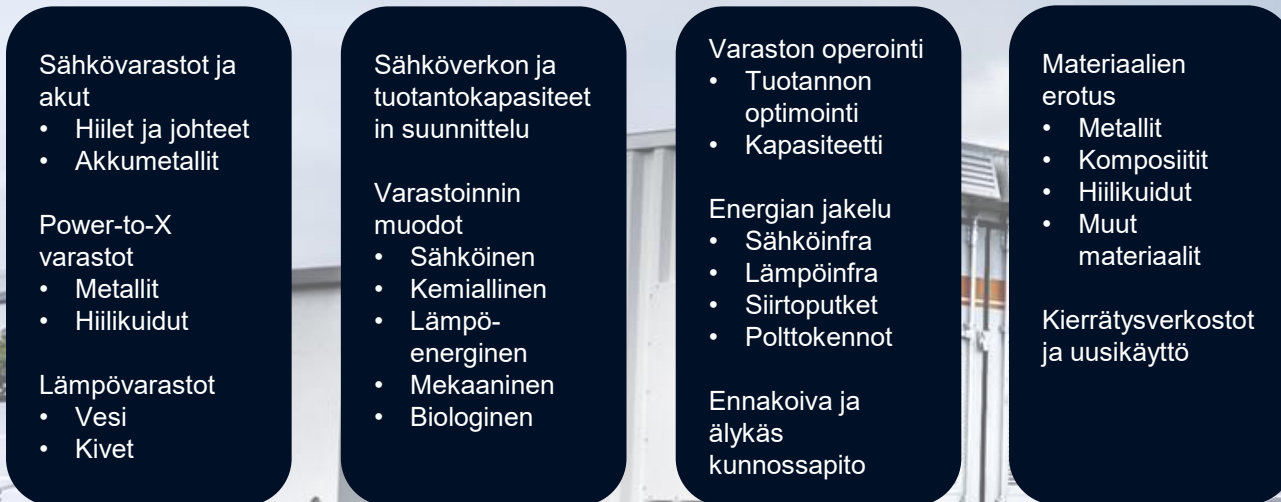 Sähkövarastot ja
akut
• Hiilet ja johteet
• Akkumetallit
Power-to-X
varastot
• Metallit
• Hiilikuidut
Lämpövarastot
• Vesi
• Kivet
Sähköverkon ja
tuotantokapasiteet
in suunnittelu
Varastoinnin
muodot
• Sähköinen
• Kemiallinen
• Lämpö-
energinen
• Mekaaninen
• Biologinen
Varaston operointi
• Tuotannon
optimointi
• Kapasiteetti
Energian jakelu
• Sähköinfra
• Lämpöinfra
• Siirtoputket
• Polttokennot
Ennakoiva ja
älykäs
kunnossapito
Materiaalien
erotus
• Metallit
• Komposiitit
• Hiilikuidut
• Muut
materiaalit
Kierrätysverkostot
ja uusikäyttö